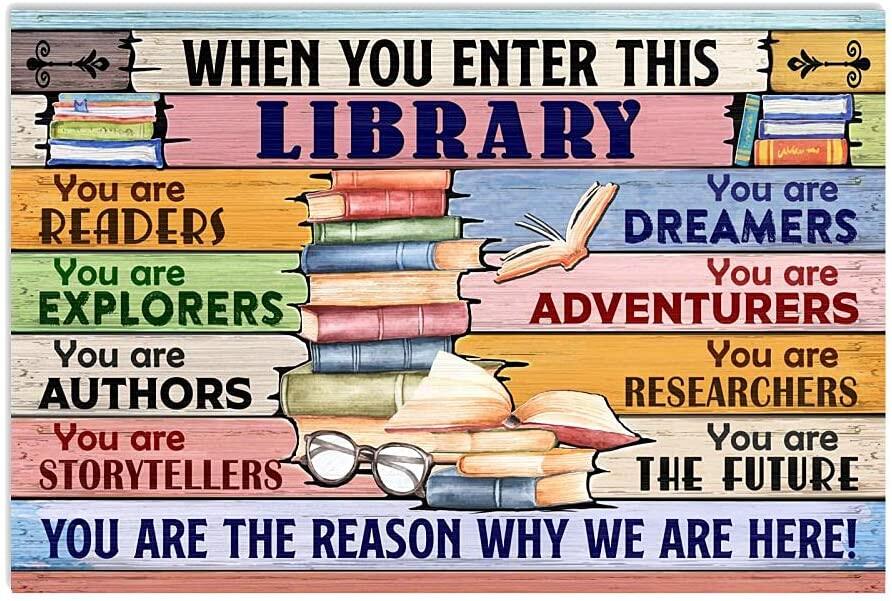 WHEN YOU ENTER THIS
LIBRARY
You are
READERS
You are
DREAMERS
You are
EXPLORERS
You are
ADVENTURERS
You are
AUTHORS
You are
RESEARCHERS
You are
STORYTELLERS
You are
THE FUTURE
YOU ARE THE REASON WHY WE ARE HERE!